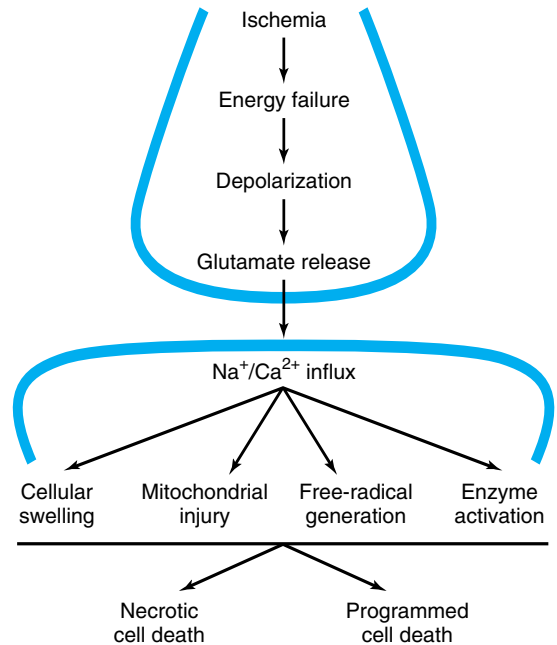 Ischemia
Energy failure
Depolarization
Glutamate release
Na⁺/Ca²⁺ influx
Cellular
swelling
Mitochondrial
injury
Free-radical
generation
Enzyme
activation
Necrotic
cell death
Programmed
cell death